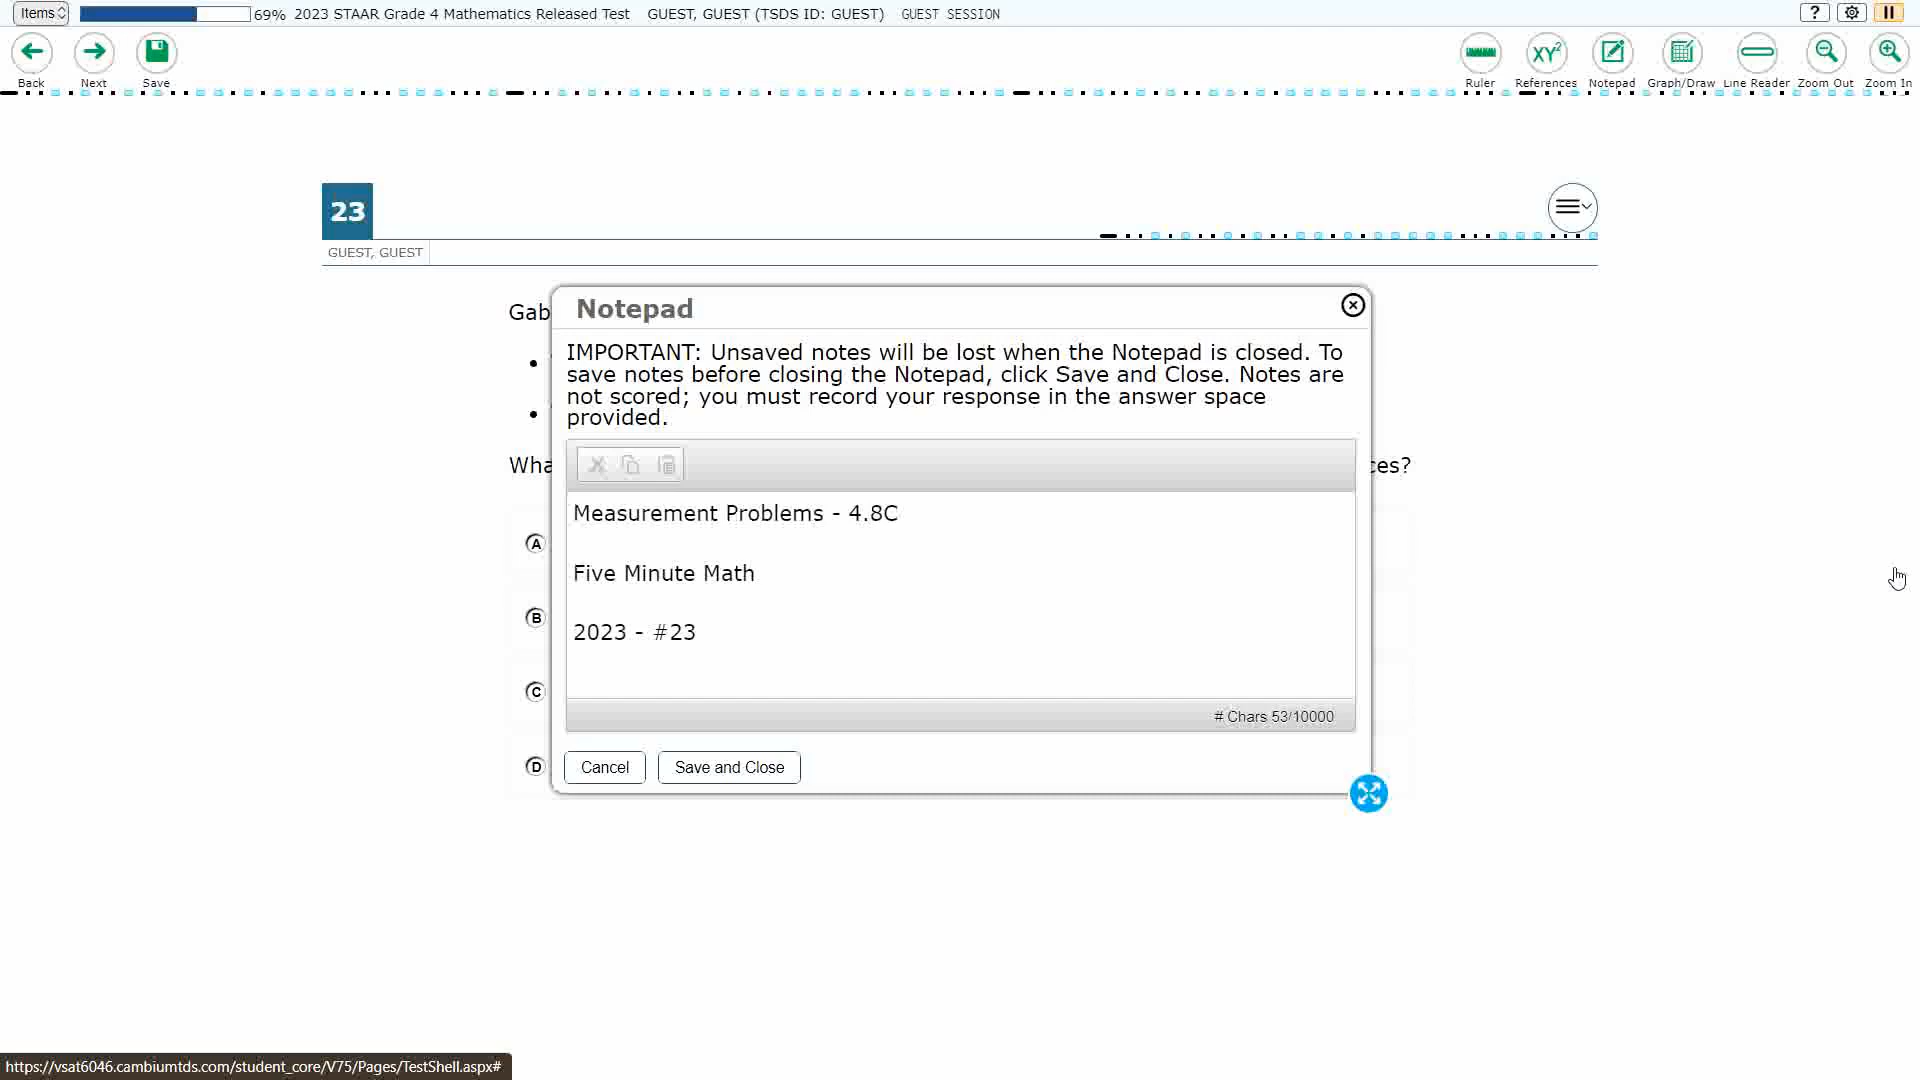 Items 69% 2023 STAAR Grade 4 Mathematics Released Test GUEST, GUEST (TSDS ID: GUEST) GUEST SESSION ?
Back Next Save Ruler XY2 References Notepad Graph/Draw Line Reader Zoom Out Zoom In
23
GUEST, GUEST
Gab
Notepad
IMPORTANT: Unsaved notes will be lost when the Notepad is closed. To
save notes before closing the Notepad, click Save and Close. Notes are
not scored; you must record your response in the answer space
provided.
Wha ces?
Measurement Problems - 4.8C
A
Five Minute Math
B
2023 - #23
C
# Chars 53/10000
D
Cancel Save and Close
https://vsat6046.cambiumtds.com/student_core/V75/Pages/TestShell.aspx#